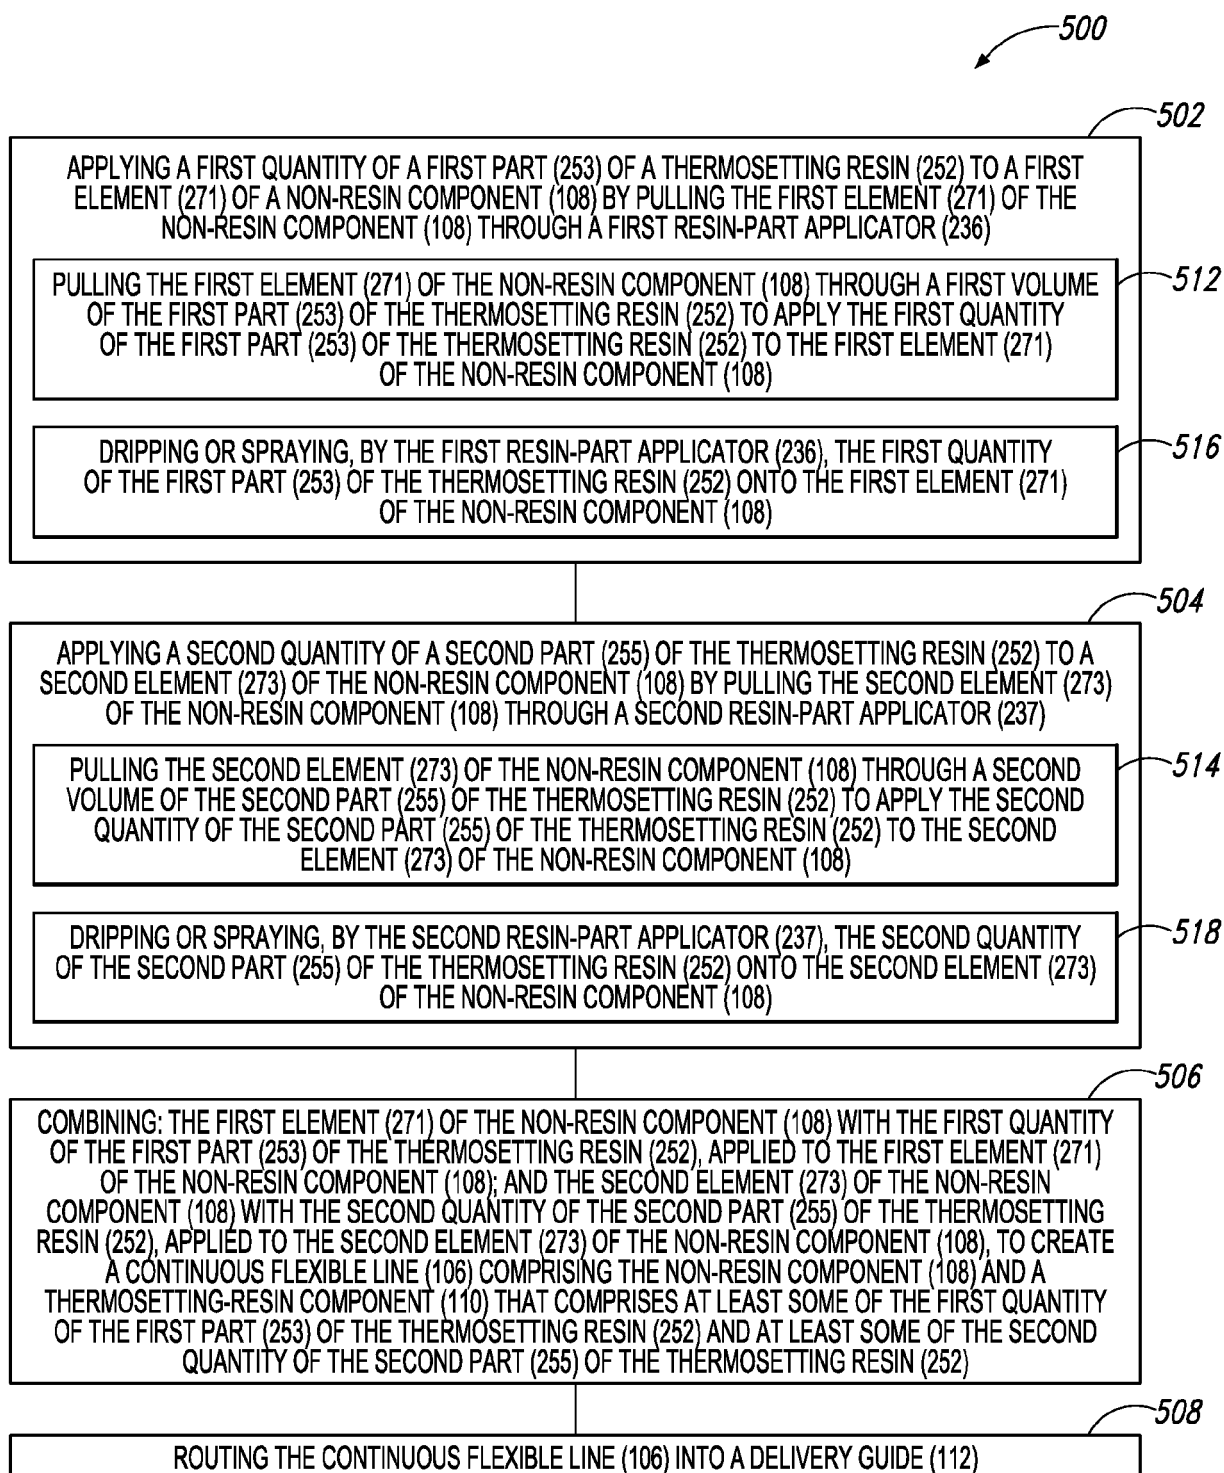 500
502
APPLYING A FIRST QUANTITY OF A FIRST PART (253) OF A THERMOSETTING RESIN (252) TO A FIRST
ELEMENT (271) OF A NON-RESIN COMPONENT (108) BY PULLING THE FIRST ELEMENT (271) OF THE
NON-RESIN COMPONENT (108) THROUGH A FIRST RESIN-PART APPLICATOR (236)
512
PULLING THE FIRST ELEMENT (271) OF THE NON-RESIN COMPONENT (108) THROUGH A FIRST VOLUME
OF THE FIRST PART (253) OF THE THERMOSETTING RESIN (252) TO APPLY THE FIRST QUANTITY
OF THE FIRST PART (253) OF THE THERMOSETTING RESIN (252) TO THE FIRST ELEMENT (271)
OF THE NON-RESIN COMPONENT (108)
516
DRIPPING OR SPRAYING, BY THE FIRST RESIN-PART APPLICATOR (236), THE FIRST QUANTITY
OF THE FIRST PART (253) OF THE THERMOSETTING RESIN (252) ONTO THE FIRST ELEMENT (271)
OF THE NON-RESIN COMPONENT (108)
504
APPLYING A SECOND QUANTITY OF A SECOND PART (255) OF THE THERMOSETTING RESIN (252) TO A
SECOND ELEMENT (273) OF THE NON-RESIN COMPONENT (108) BY PULLING THE SECOND ELEMENT (273)
OF THE NON-RESIN COMPONENT (108) THROUGH A SECOND RESIN-PART APPLICATOR (237)
514
PULLING THE SECOND ELEMENT (273) OF THE NON-RESIN COMPONENT (108) THROUGH A SECOND
VOLUME OF THE SECOND PART (255) OF THE THERMOSETTING RESIN (252) TO APPLY THE SECOND
QUANTITY OF THE SECOND PART (255) OF THE THERMOSETTING RESIN (252) TO THE SECOND
ELEMENT (273) OF THE NON-RESIN COMPONENT (108)
518
DRIPPING OR SPRAYING, BY THE SECOND RESIN-PART APPLICATOR (237), THE SECOND QUANTITY
OF THE SECOND PART (255) OF THE THERMOSETTING RESIN (252) ONTO THE SECOND ELEMENT (273)
OF THE NON-RESIN COMPONENT (108)
506
COMBINING: THE FIRST ELEMENT (271) OF THE NON-RESIN COMPONENT (108) WITH THE FIRST QUANTITY
OF THE FIRST PART (253) OF THE THERMOSETTING RESIN (252), APPLIED TO THE FIRST ELEMENT (271)
OF THE NON-RESIN COMPONENT (108); AND THE SECOND ELEMENT (273) OF THE NON-RESIN
COMPONENT (108) WITH THE SECOND QUANTITY OF THE SECOND PART (255) OF THE THERMOSETTING
RESIN (252), APPLIED TO THE SECOND ELEMENT (273) OF THE NON-RESIN COMPONENT (108), TO CREATE
A CONTINUOUS FLEXIBLE LINE (106) COMPRISING THE NON-RESIN COMPONENT (108) AND A
THERMOSETTING-RESIN COMPONENT (110) THAT COMPRISES AT LEAST SOME OF THE FIRST QUANTITY
OF THE FIRST PART (253) OF THE THERMOSETTING RESIN (252) AND AT LEAST SOME OF THE SECOND
QUANTITY OF THE SECOND PART (255) OF THE THERMOSETTING RESIN (252)
508
ROUTING THE CONTINUOUS FLEXIBLE LINE (106) INTO A DELIVERY GUIDE (112)